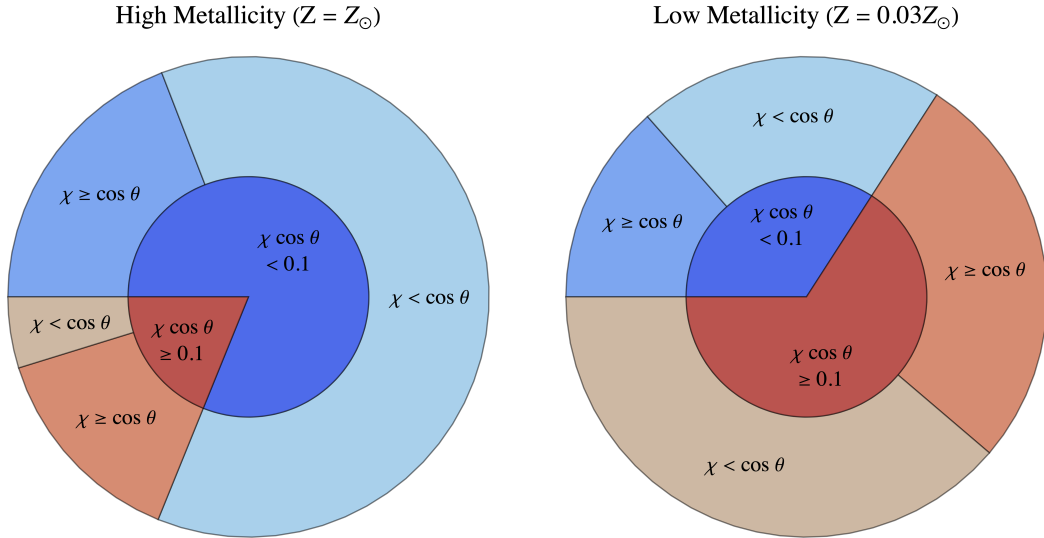 High Metallicity (Z = Z⊙)
χ ≥ cos θ
χ cos θ
< 0.1
χ < cos θ
χ < cos θ
χ cos θ
≥ 0.1
χ ≥ cos θ
Low Metallicity (Z = 0.03Z⊙)
χ < cos θ
χ ≥ cos θ
χ cos θ
< 0.1
χ ≥ cos θ
χ cos θ
≥ 0.1
χ < cos θ